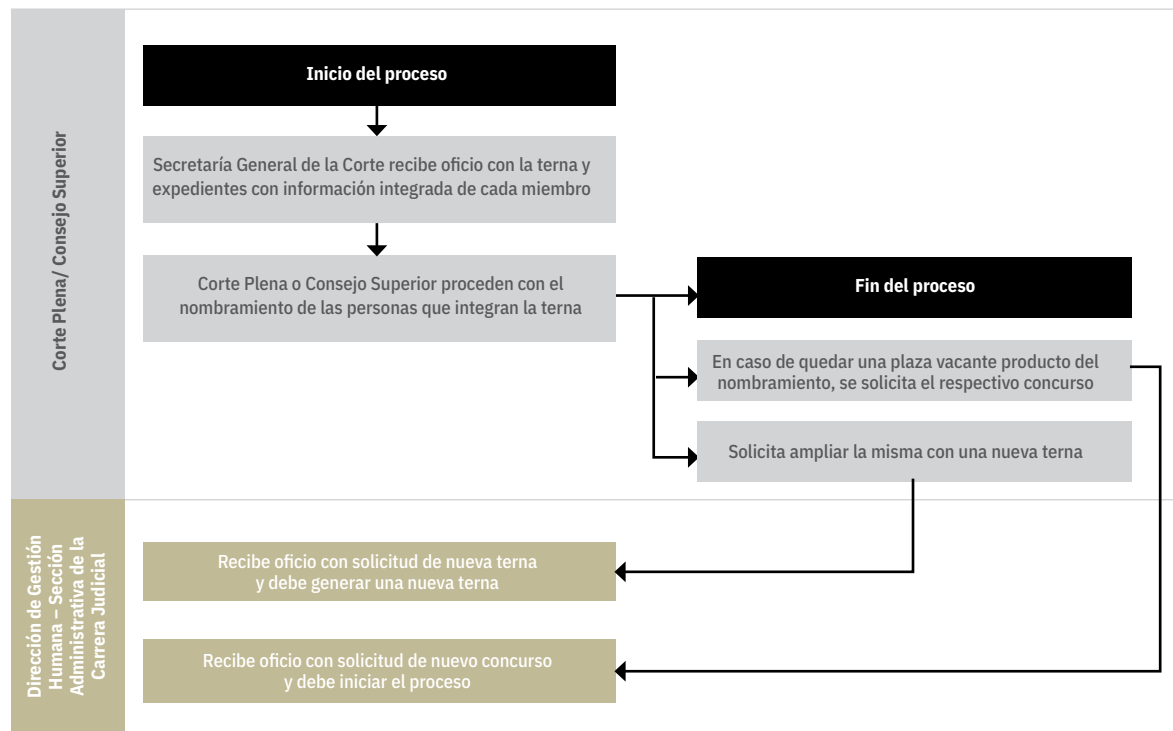 Corte Plena/ Consejo Superior
Inicio del proceso
Secretaría General de la Corte recibe oficio con la terna y
expedientes con información integrada de cada miembro
Corte Plena o Consejo Superior proceden con el
nombramiento de las personas que integran la terna
Fin del proceso
En caso de quedar una plaza vacante producto del
nombramiento, se solicita el respectivo concurso
Solicita ampliar la misma con una nueva terna
Dirección de Gestión
Humana – Sección
Administrativa de la
Carrera Judicial
Recibe oficio con solicitud de nueva terna
y debe generar una nueva terna
Recibe oficio con solicitud de nuevo concurso
y debe iniciar el proceso